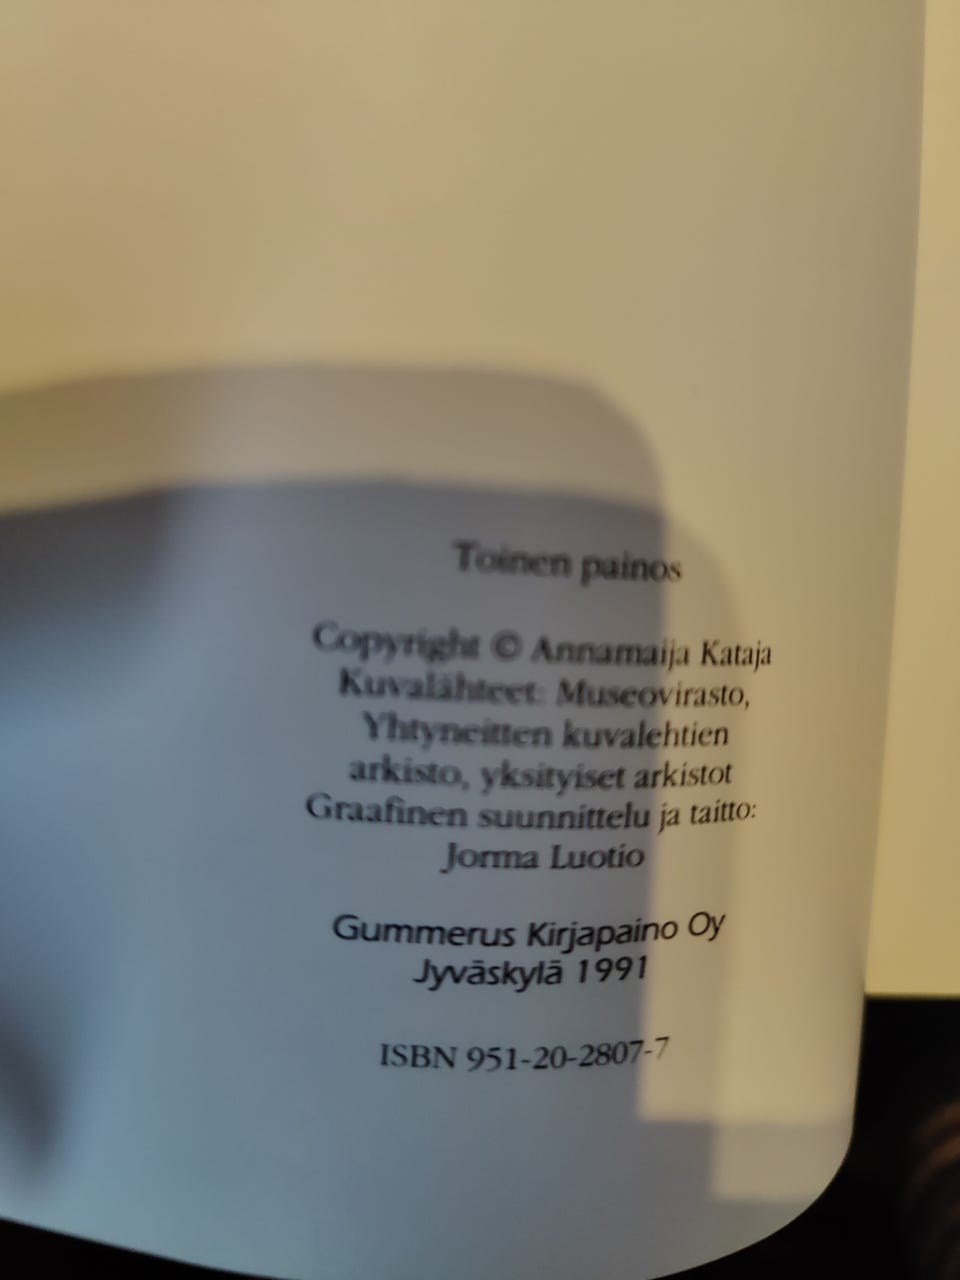 Toinen painos
Copyright © Annamaija Kataja
Kuvalähteet: Museovirasto,
Yhtyneitten kuvalehtien
arkisto, yksityiset arkistot
Graafinen suunnittelu ja taitto:
Jorma Luotio
Gummerus Kirjapaino Oy
Jyväskylä 1991
ISBN 951-20-2807-7